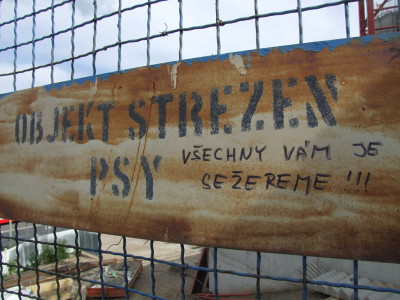 OBJEKT STŘEŽEN
PSY
VŠECHNY VÁM JE
SEŽEREME !!!